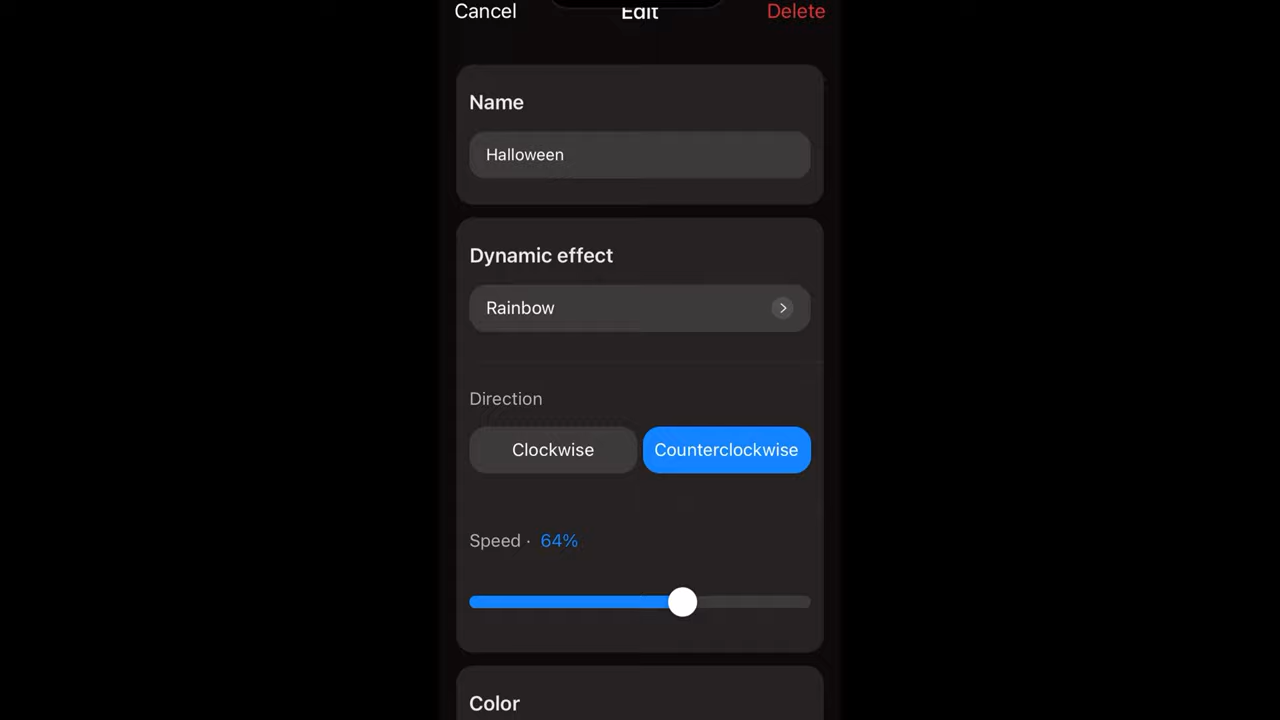 Cancel Edit Delete
Name
Halloween
Dynamic effect
Rainbow
Direction
Clockwise Counterclockwise
Speed · 64%
Color